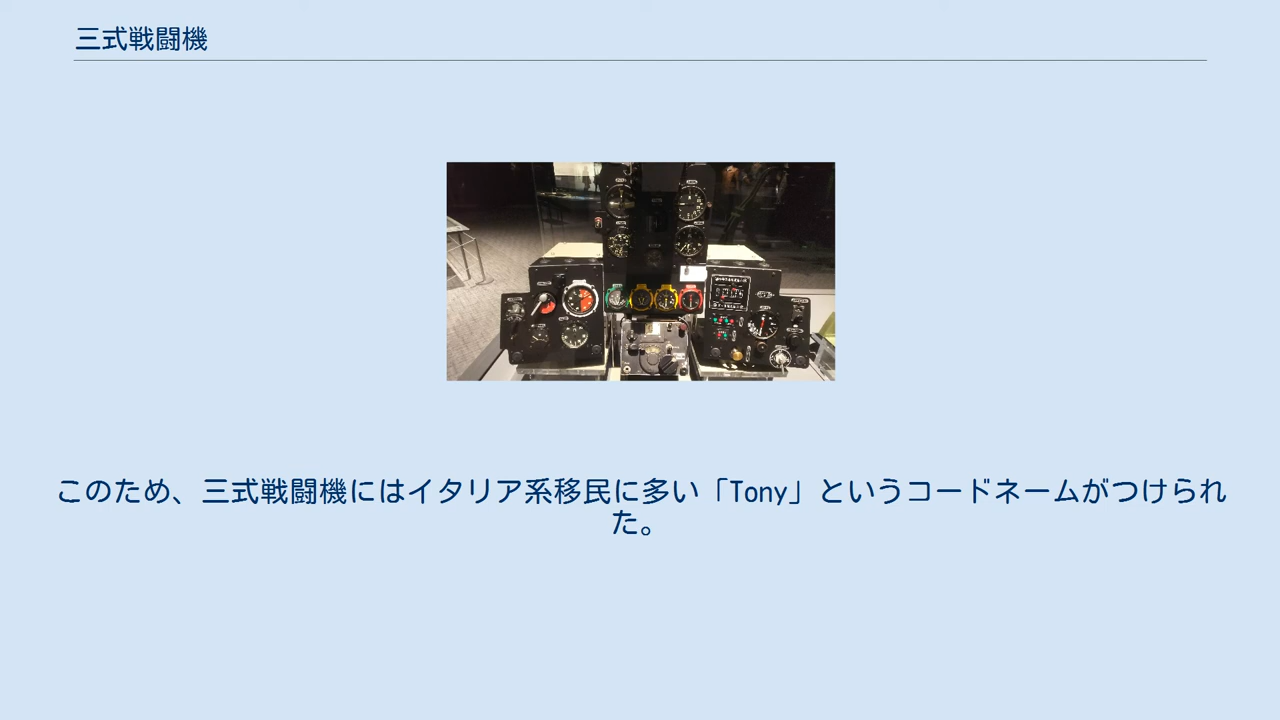 三式戦闘機
このため、三式戦闘機にはイタリア系移民に多い「Tony」というコードネームがつけられ
た。